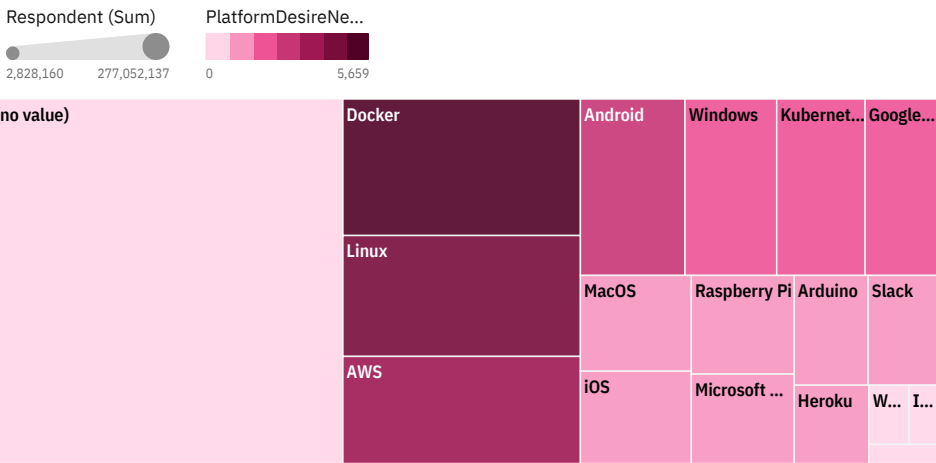 Respondent (Sum)
2,828,160 277,052,137
PlatformDesireNe...
0 5,659
no value)
Docker
Linux
AWS
Android
Windows
Kubernet...
Google...
MacOS
Raspberry Pi
Arduino
Slack
iOS
Microsoft ...
Heroku
W...
I...